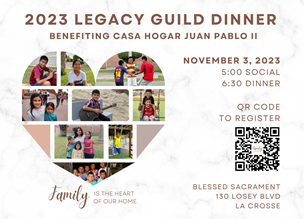 2023 LEGACY GUILD DINNER
BENEFITING CASA HOGAR JUAN PABLO II
NOVEMBER 3, 2023
5:00 SOCIAL
6:30 DINNER
QR CODE
TO REGISTER
Family IS THE HEART
OF OUR HOME
BLESSED SACRAMENT
130 LOSEY BLVD
LA CROSSE